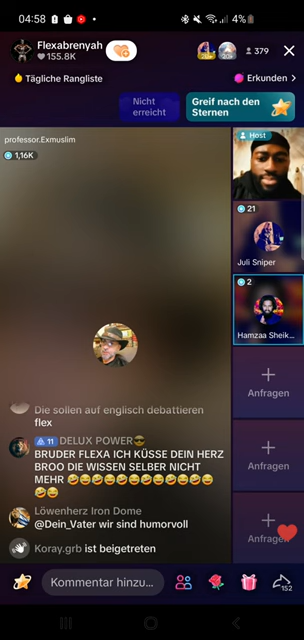 04:58
4%
Flexabrenyah
155.8K
379
Tägliche Rangliste
Erkunden >
Nicht
erreicht
Greif nach den
Sternen
professor.Exmuslim
1,16K
Host
21
Juli Sniper
2
Hamzaa Sheik...
Anfragen
Anfragen
Anfragen
Die sollen auf englisch debattieren
flex
11 DELUX POWER😎
BRUDER FLEXA ICH KÜSSE DEIN HERZ
BROO DIE WISSEN SELBER NICHT
MEHR 🤣😂🤣😂🤣😂🤣😂🤣😂🤣😂
🤣😂
Löwenherz Iron Dome
@Dein_Vater wir sind humorvoll
Koray.grb ist beigetreten
Kommentar hinzu...
152